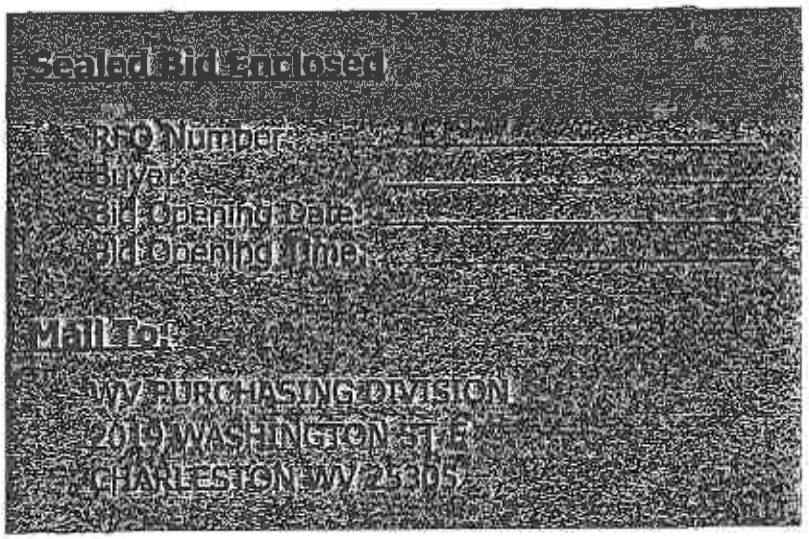 Sealed Bid Enclosed
RFQ Number:
Buyer:
Bid Opening Date:
Bid Opening Time:
Mail To:
WV PURCHASING DIVISION
2019 WASHINGTON ST E
CHARLESTON WV 25305